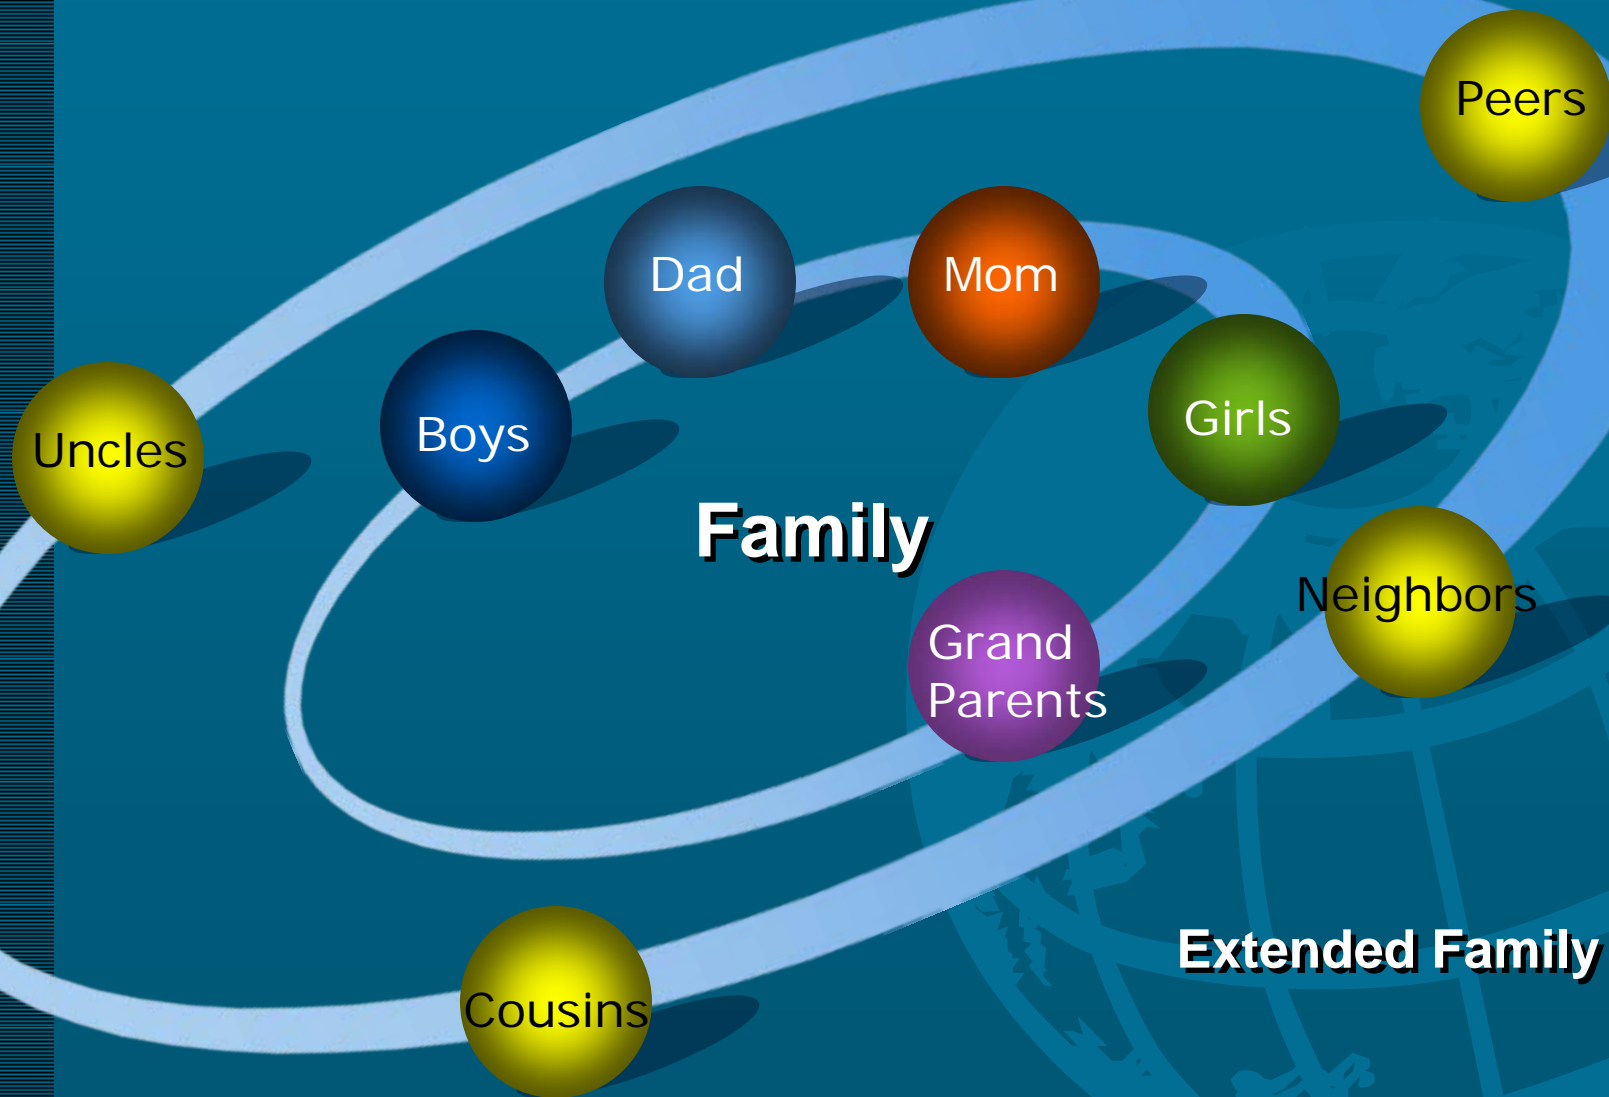 Peers
Dad
Mom
Girls
Boys
Uncles
Family
Neighbors
Grand
Parents
Extended Family
Cousins